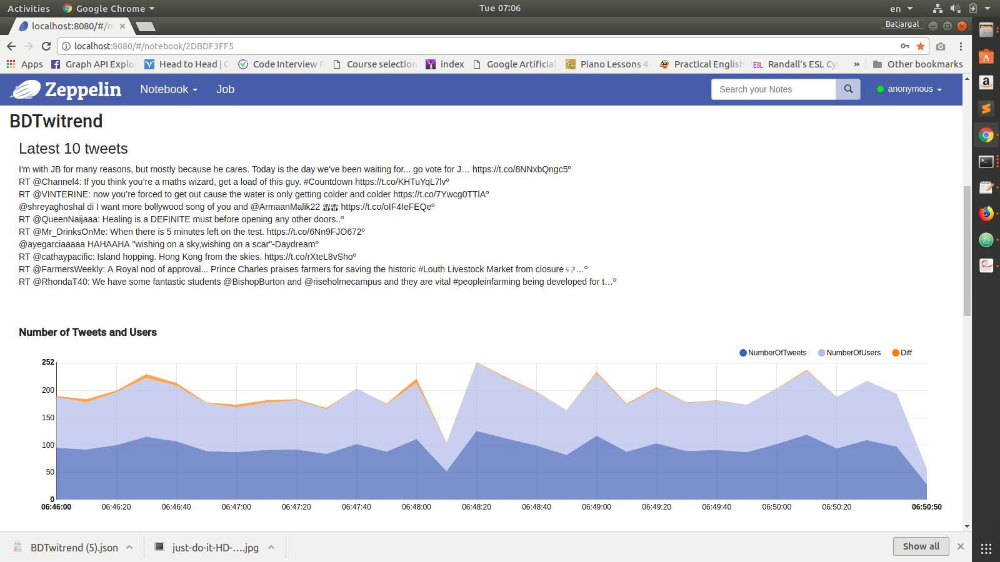 Activities Google Chrome Tue 07:06 en
localhost:8080/#/n Batjargal
localhost:8080/#/notebook/2DBDF3FF5
Apps Graph API Explo Head to Head | C Code Interview P Course selection index Google Artificial Piano Lessons 4 Practical English Randall's ESL Cy » Other bookmarks
Zeppelin Notebook Job Search your Notes anonymous
BDTwitrend
Latest 10 tweets
I'm with JB for many reasons, but mostly because he cares. Today is the day we've been waiting for... go vote for J… https://t.co/8NNxbQngc5º
RT @Channel4: If you think you’re a maths wizard, get a load of this guy. #Countdown https://t.co/KHTuYqL7lvº
RT @VINTERINE: now you’re forced to get out cause the water is only getting colder and colder https://t.co/7Ywcg0TTlAº
@shreyaghoshal di I want more bollywood song of you and @ArmaanMalik22 🙈🙈 https://t.co/oIF4IeFEQeº
RT @QueenNaijaaa: Healing is a DEFINITE must before opening any other doors..º
RT @Mr_DrinksOnMe: When there is 5 minutes left on the test. https://t.co/6Nn9FJO672º
@ayegarciaaaaa HAHAAHA "wishing on a sky,wishing on a scar"-Daydreamº
RT @cathaypacific: Island hopping. Hong Kong from the skies. https://t.co/rXteL8vShoº
RT @FarmersWeekly: A Royal nod of approval... Prince Charles praises farmers for saving the historic #Louth Livestock Market from closure 🐑…º
RT @RhondaT40: We have some fantastic students @BishopBurton and @riseholmecampus and they are vital #peopleinfarming being developed for t…º
Number of Tweets and Users
NumberOfTweets NumberOfUsers Diff
252
200
150
100
50
0
06:46:00 06:46:20 06:46:40 06:47:00 06:47:20 06:47:40 06:48:00 06:48:20 06:48:40 06:49:00 06:49:20 06:49:40 06:50:00 06:50:20 06:50:50
BDTwitrend (5).json just-do-it-HD-....jpg Show all